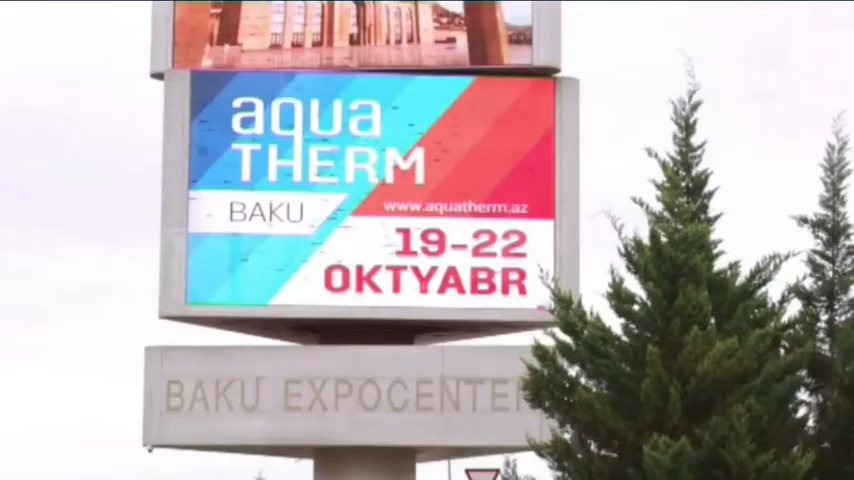 aqua
THERM
BAKU
www.aquatherm.az
19-22
OKTYABR
BAKU EXPOCENTER